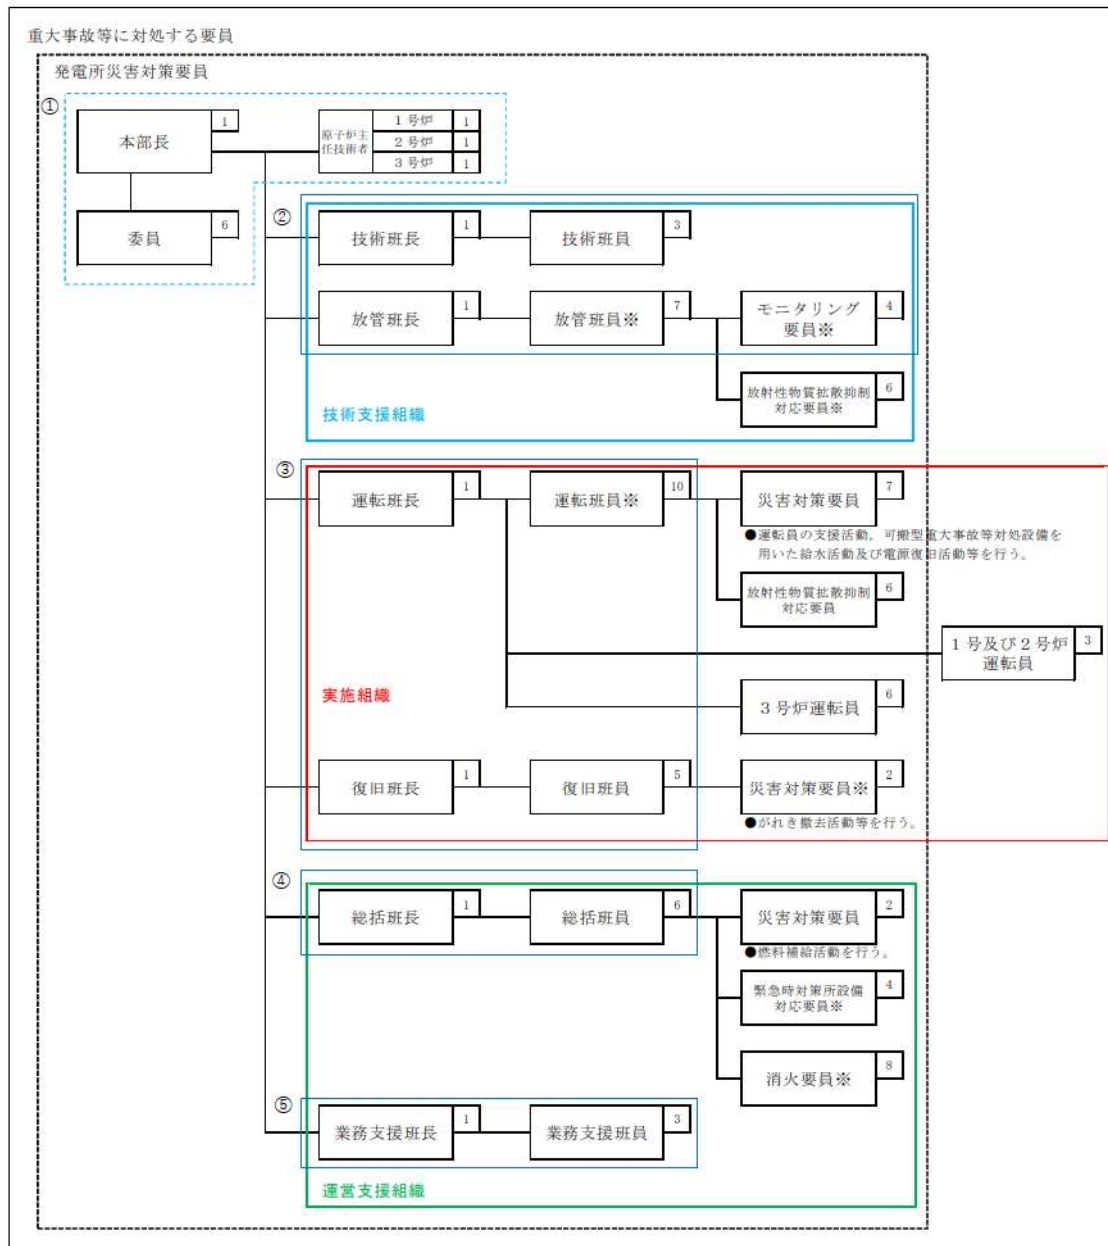 重大事故等に対処する要員
発電所災害対策要員
①
本部長
1
原子炉主
任技術者
1号炉
1
2号炉
1
3号炉
1
委員
6
②
技術班長
1
技術班員
3
放管班長
1
放管班員※
7
モニタリング
要員※
4
放射性物質拡散抑制
対応要員※
6
技術支援組織
③
運転班長
1
運転班員※
10
災害対策要員
7
●運転員の支援活動，可搬型重大事故等対処設備を
用いた給水活動及び電源復旧活動等を行う。
放射性物質拡散抑制
対応要員
6
1号及び2号炉
運転員
3
実施組織
3号炉運転員
6
復旧班長
1
復旧班員
5
災害対策要員※
2
●がれき撤去活動等を行う。
④
総括班長
1
総括班員
6
災害対策要員
2
●燃料補給活動を行う。
緊急時対策所設備
対応要員※
4
消火要員※
8
⑤
業務支援班長
1
業務支援班員
3
運営支援組織